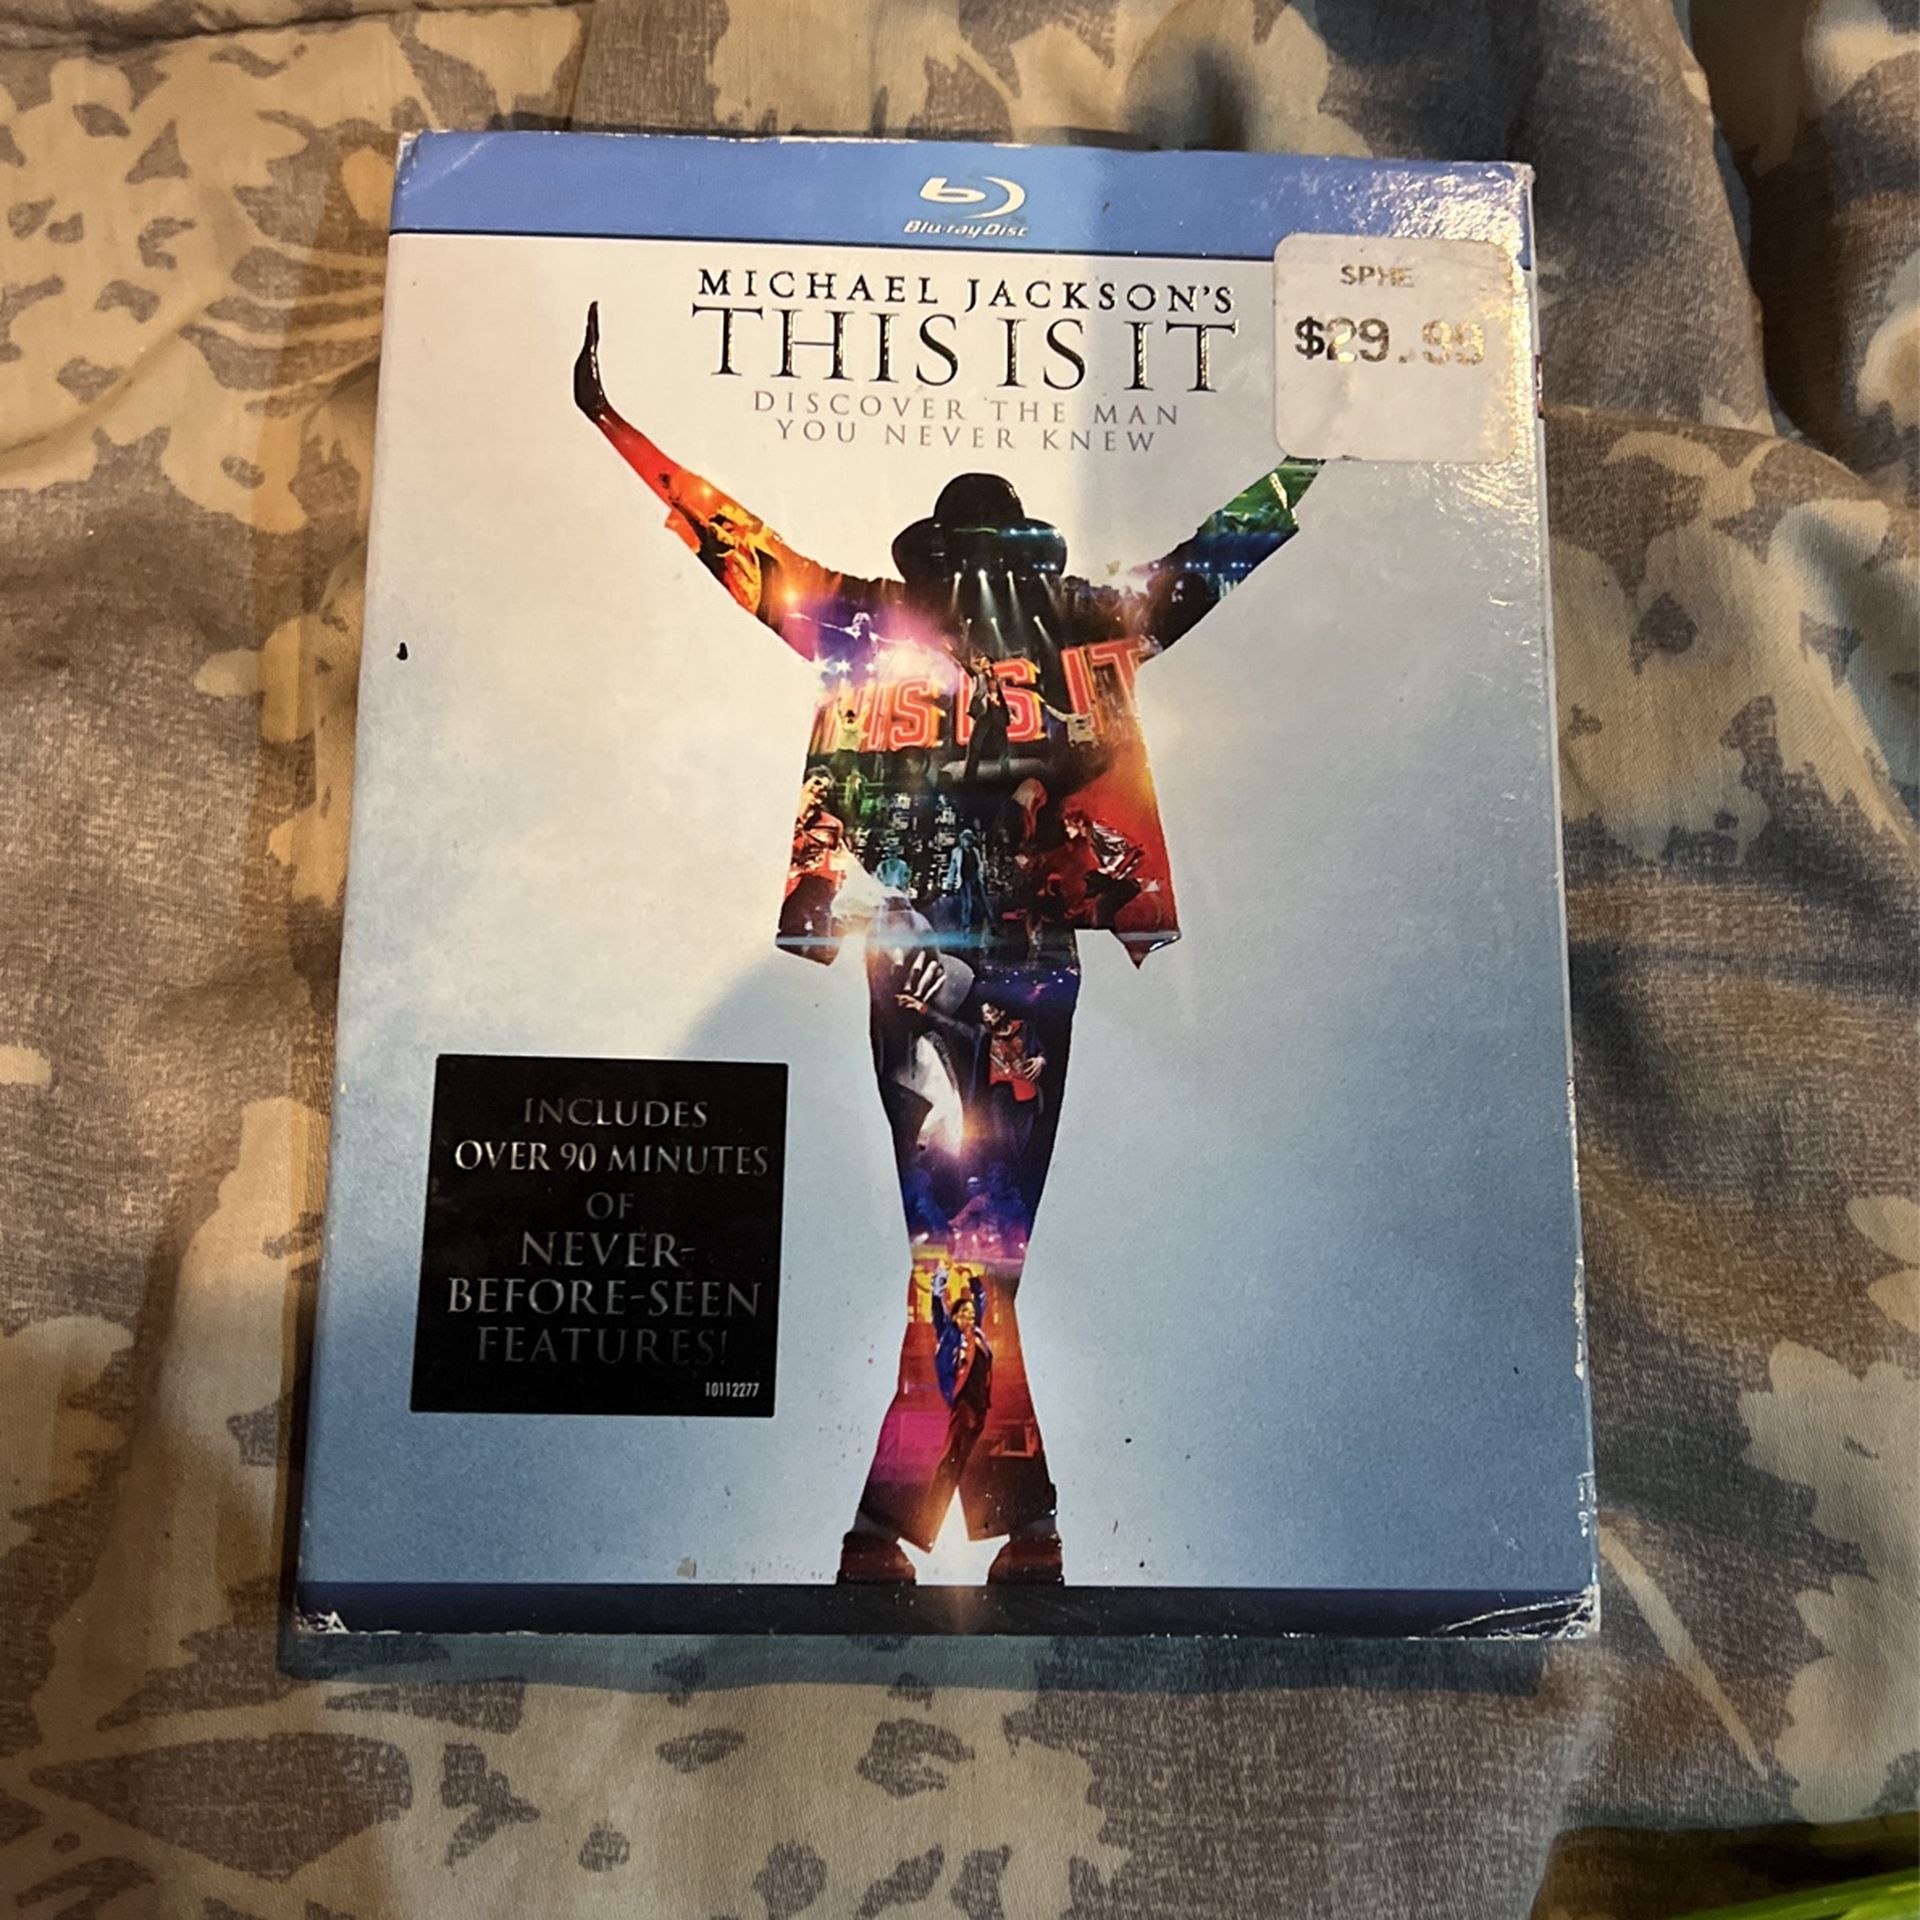 Blu-ray Disc
MICHAEL JACKSON'S
THIS IS IT
DISCOVER THE MAN
YOU NEVER KNEW
SPHE
$29.99
THIS IS IT
INCLUDES
OVER 90 MINUTES
OF
NEVER-
BEFORE-SEEN
FEATURES!
10112277